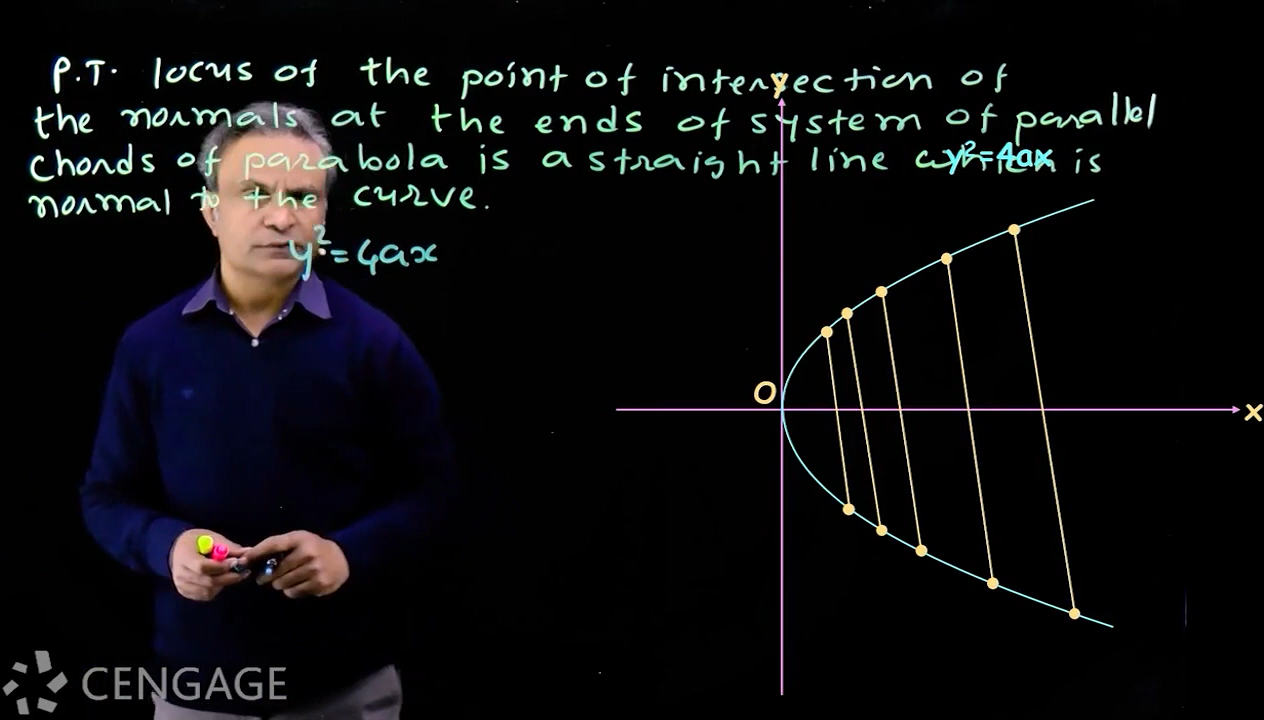 P.T. locus of the point of intersection of
the normals at the ends of system of parallel
chords of parabola is a straight line which is
normal to the curve.
y²=4ax
y
y²=4ax
O
x
CENGAGE